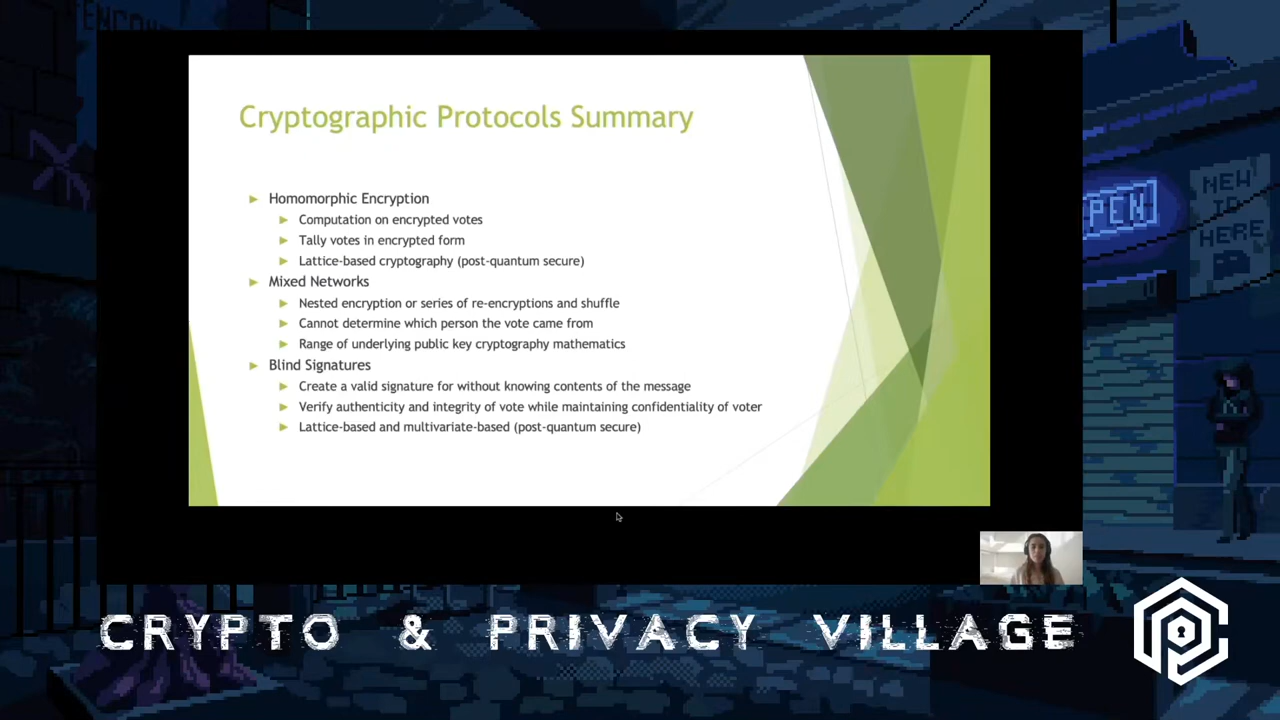 ENCOUN
Cryptographic Protocols Summary
Homomorphic Encryption
Computation on encrypted votes
Tally votes in encrypted form
Lattice-based cryptography (post-quantum secure)
Mixed Networks
Nested encryption or series of re-encryptions and shuffle
Cannot determine which person the vote came from
Range of underlying public key cryptography mathematics
Blind Signatures
Create a valid signature for without knowing contents of the message
Verify authenticity and integrity of vote while maintaining confidentiality of voter
Lattice-based and multivariate-based (post-quantum secure)
PEN
NEW
TO
HERE
CRYPTO & PRIVACY VILLAGE